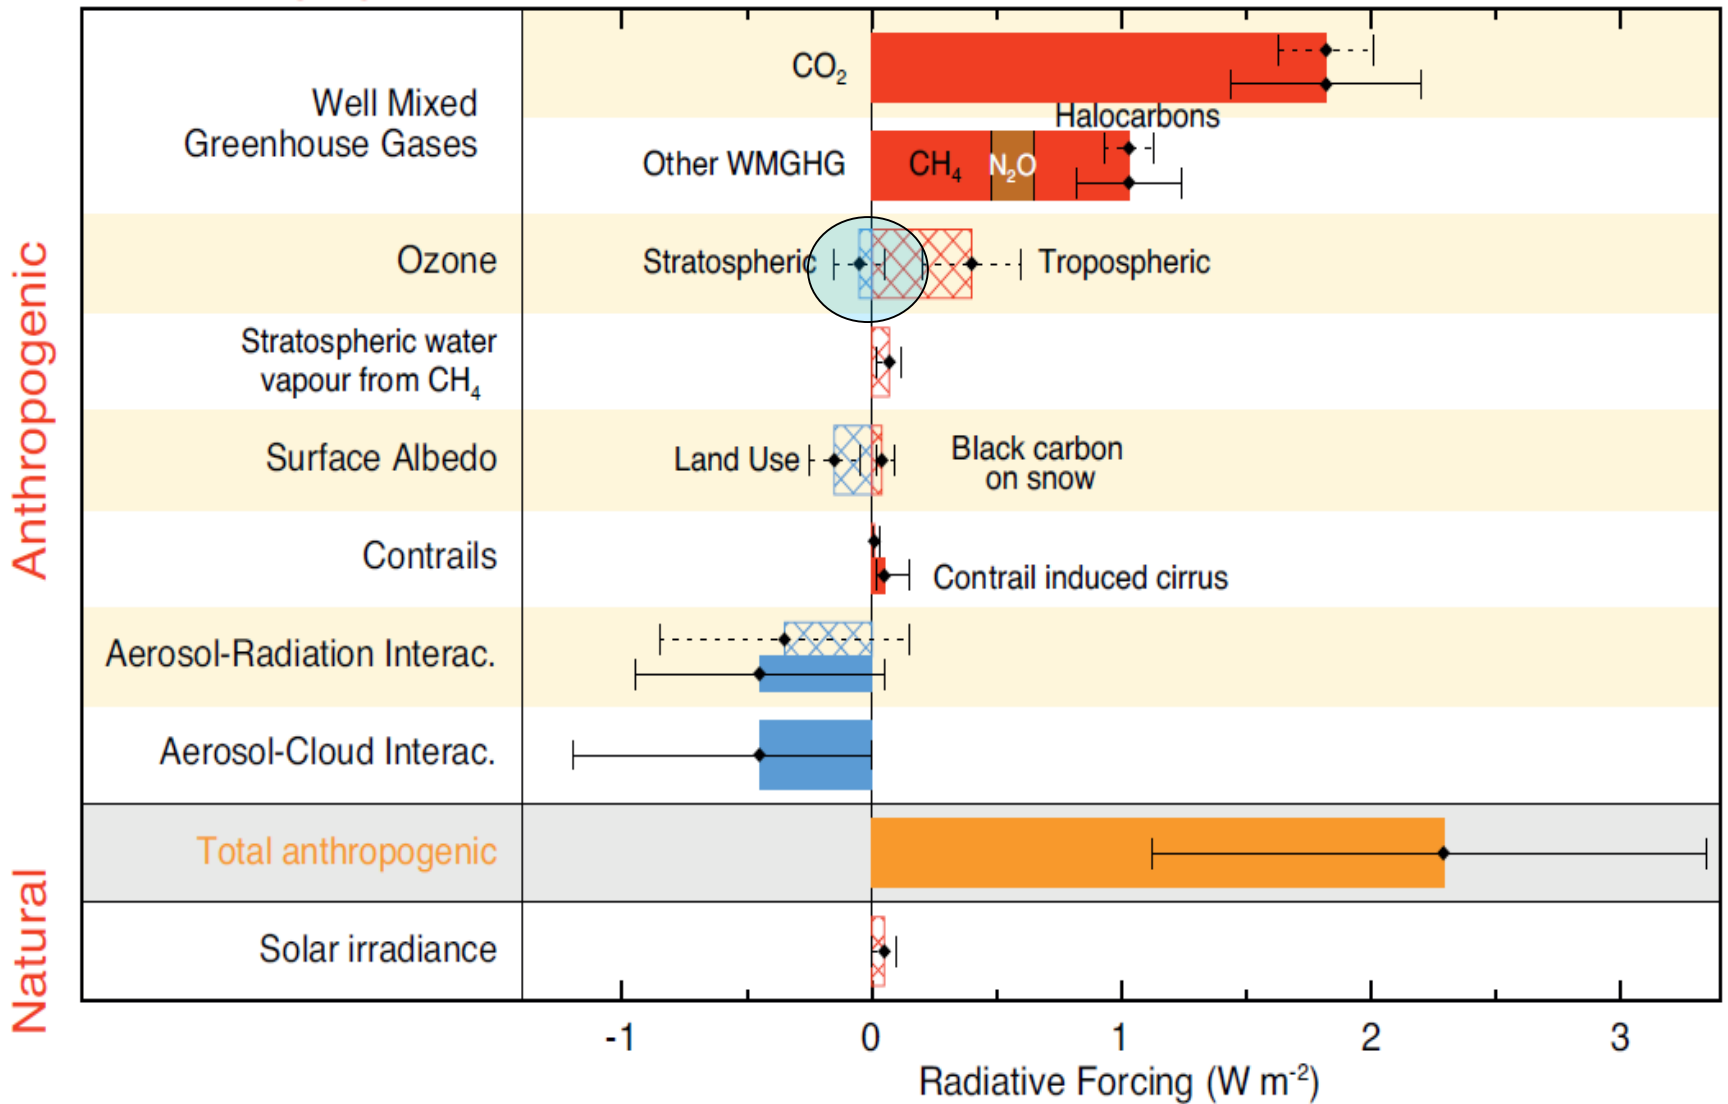 Anthropogenic
Natural
Well Mixed
Greenhouse Gases
CO₂
Halocarbons
Other WMGHG
CH₄
N₂O
Ozone
Stratospheric
Tropospheric
Stratospheric water
vapour from CH₄
Surface Albedo
Land Use
Black carbon
on snow
Contrails
Contrail induced cirrus
Aerosol-Radiation Interac.
Aerosol-Cloud Interac.
Total anthropogenic
Solar irradiance
-1 0 1 2 3
Radiative Forcing (W m⁻²)